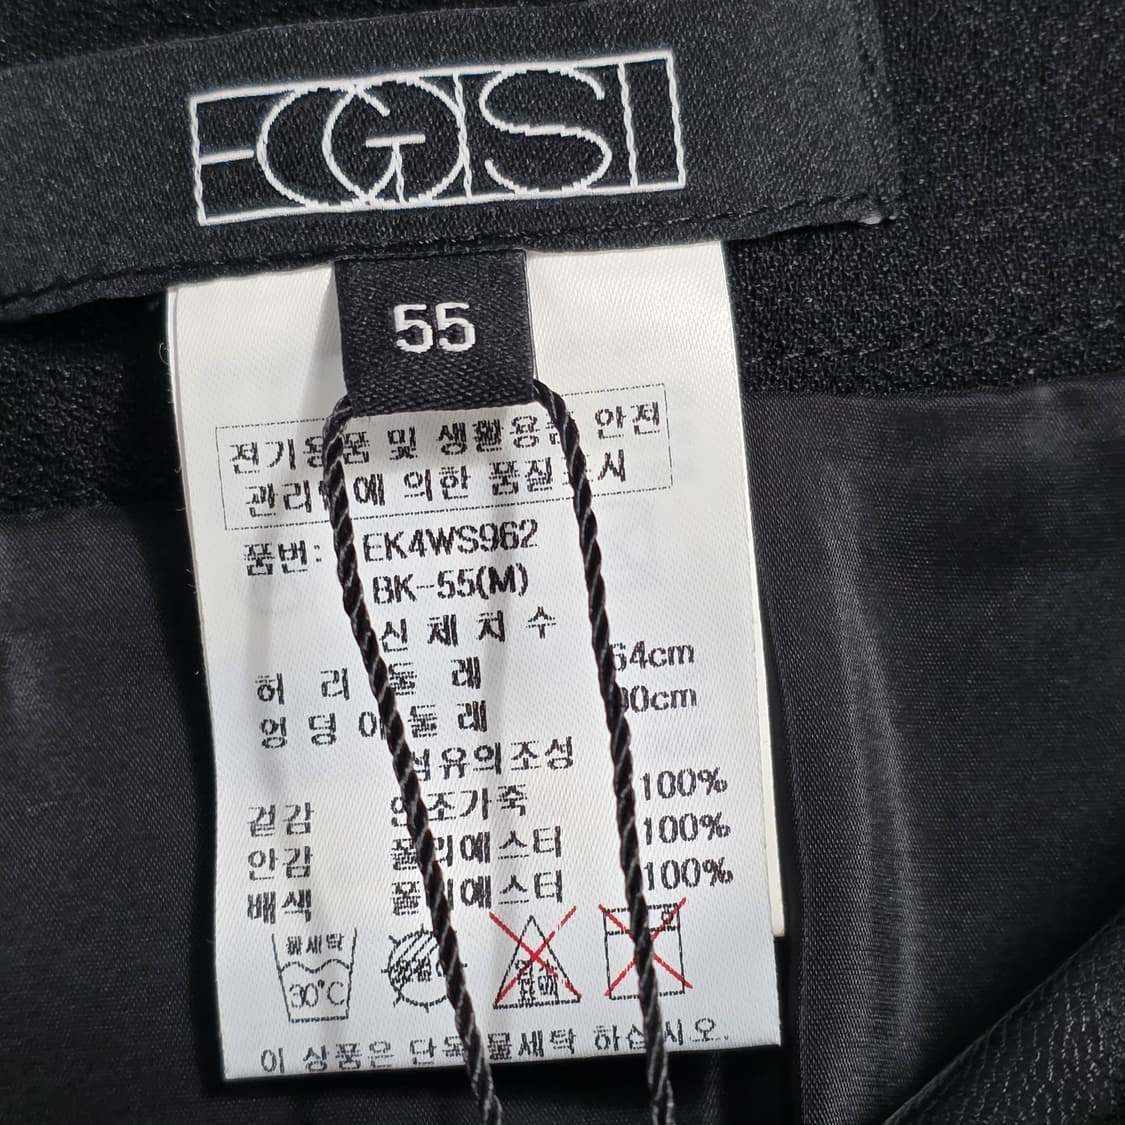 EGISI
55
전기용품 및 생활용품 안전
관리법에 의한 품질표시
품번: EK4WS962
BK-55(M)
신체치수
허리둘레 64cm
엉덩이둘레
섬유의조성
겉감 인조가죽 100%
안감 폴리에스터 100%
배색 폴리에스터 100%
물세탁
30℃
이 상품은 단독 물세탁 하십시오.